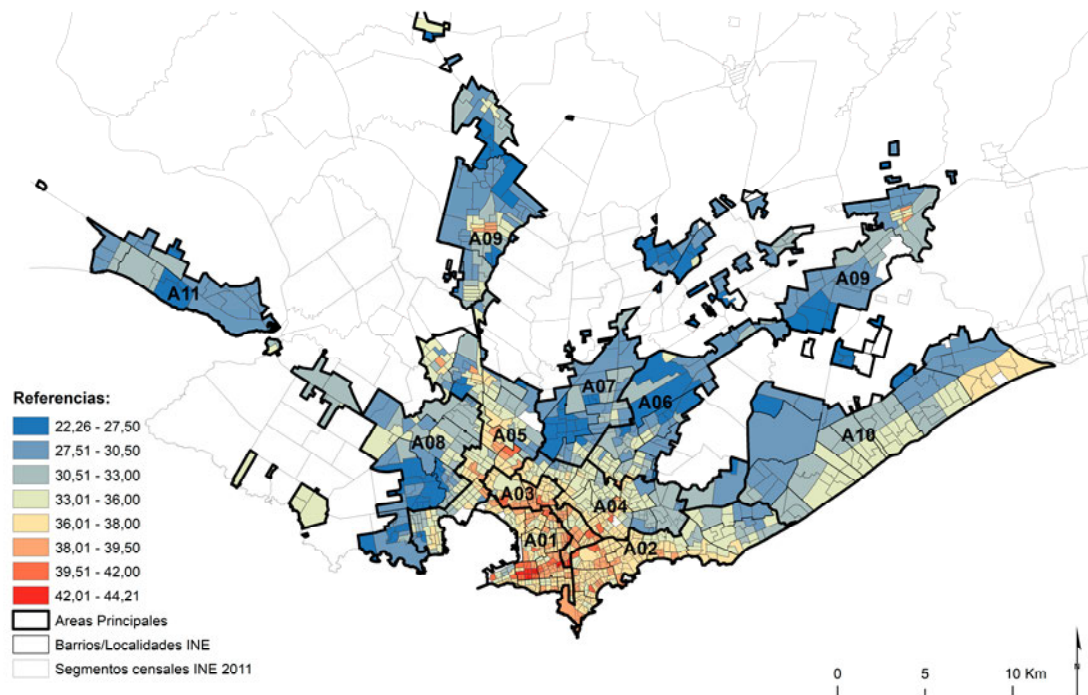 A09
A09
A11
A07
A06
A10
A08
A05
A03
A04
A01
A02
Referencias:
22,26 - 27,50
27,51 - 30,50
30,51 - 33,00
33,01 - 36,00
36,01 - 38,00
38,01 - 39,50
39,51 - 42,00
42,01 - 44,21
Areas Principales
Barrios/Localidades INE
Segmentos censales INE 2011
0 5 10 Km